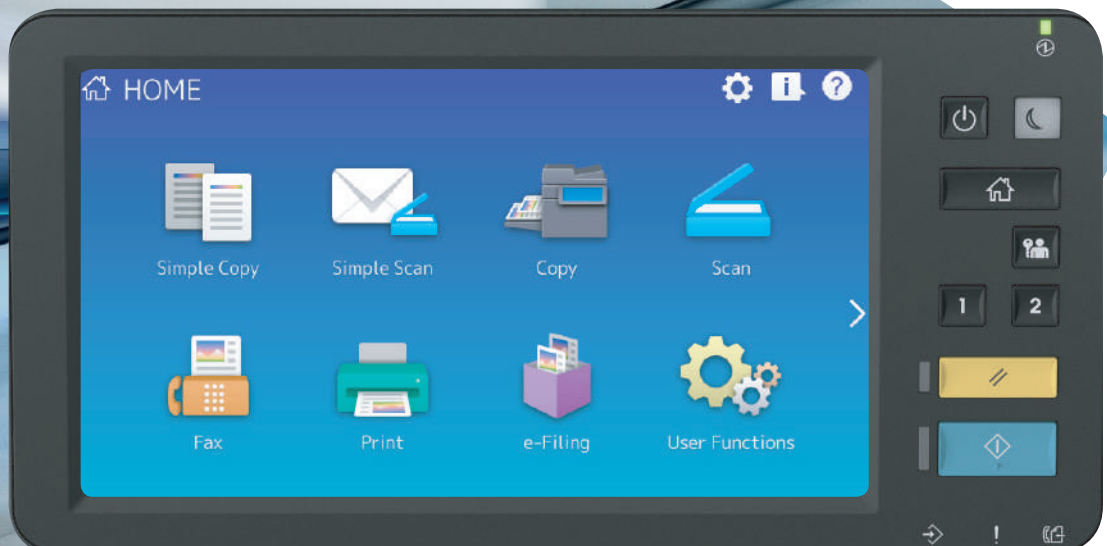 HOME
Simple Copy Simple Scan Copy Scan
Fax Print e-Filing User Functions
1 2